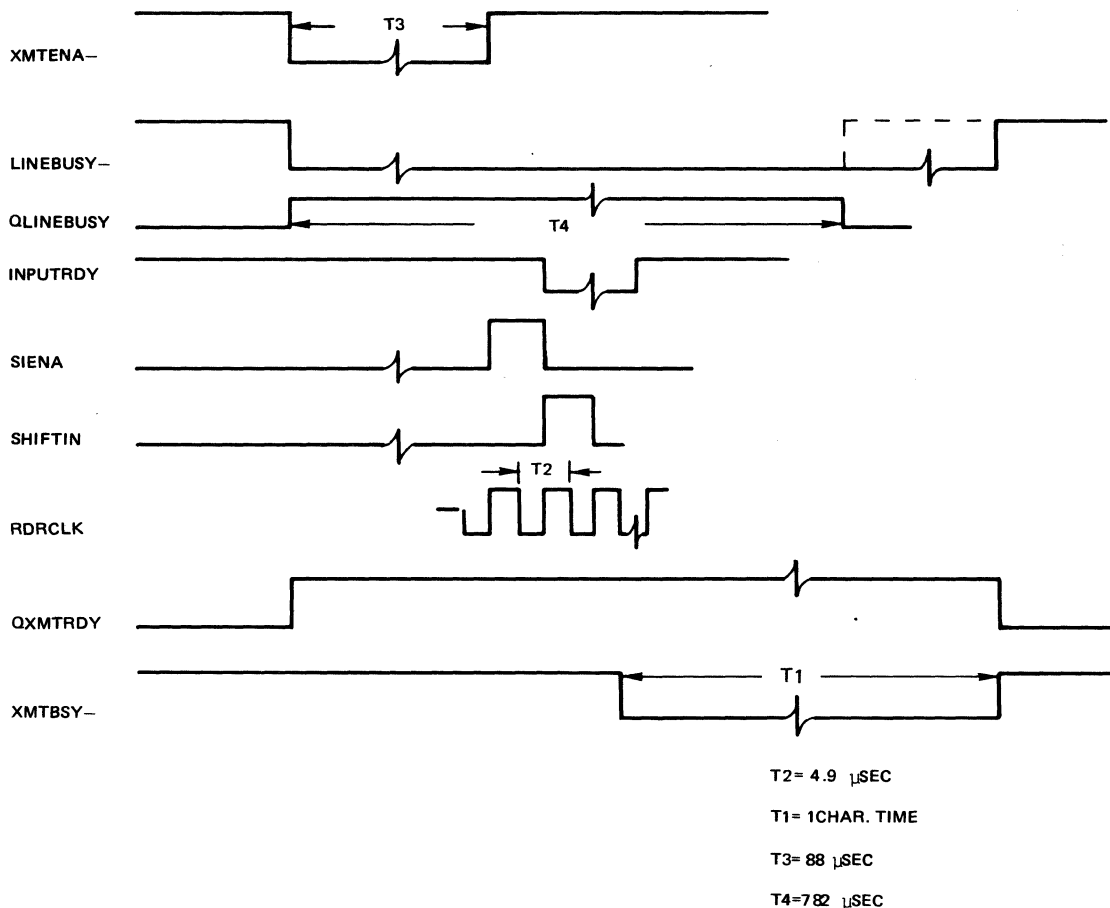 T3
XMTENA—
LINEBUSY—
QLINEBUSY
T4
INPUTRDY
SIENA
SHIFTIN
T2
RDRCLK
QXMTRDY
T1
XMTBSY—
T2= 4.9 µSEC
T1= 1CHAR. TIME
T3= 88 µSEC
T4=782 µSEC